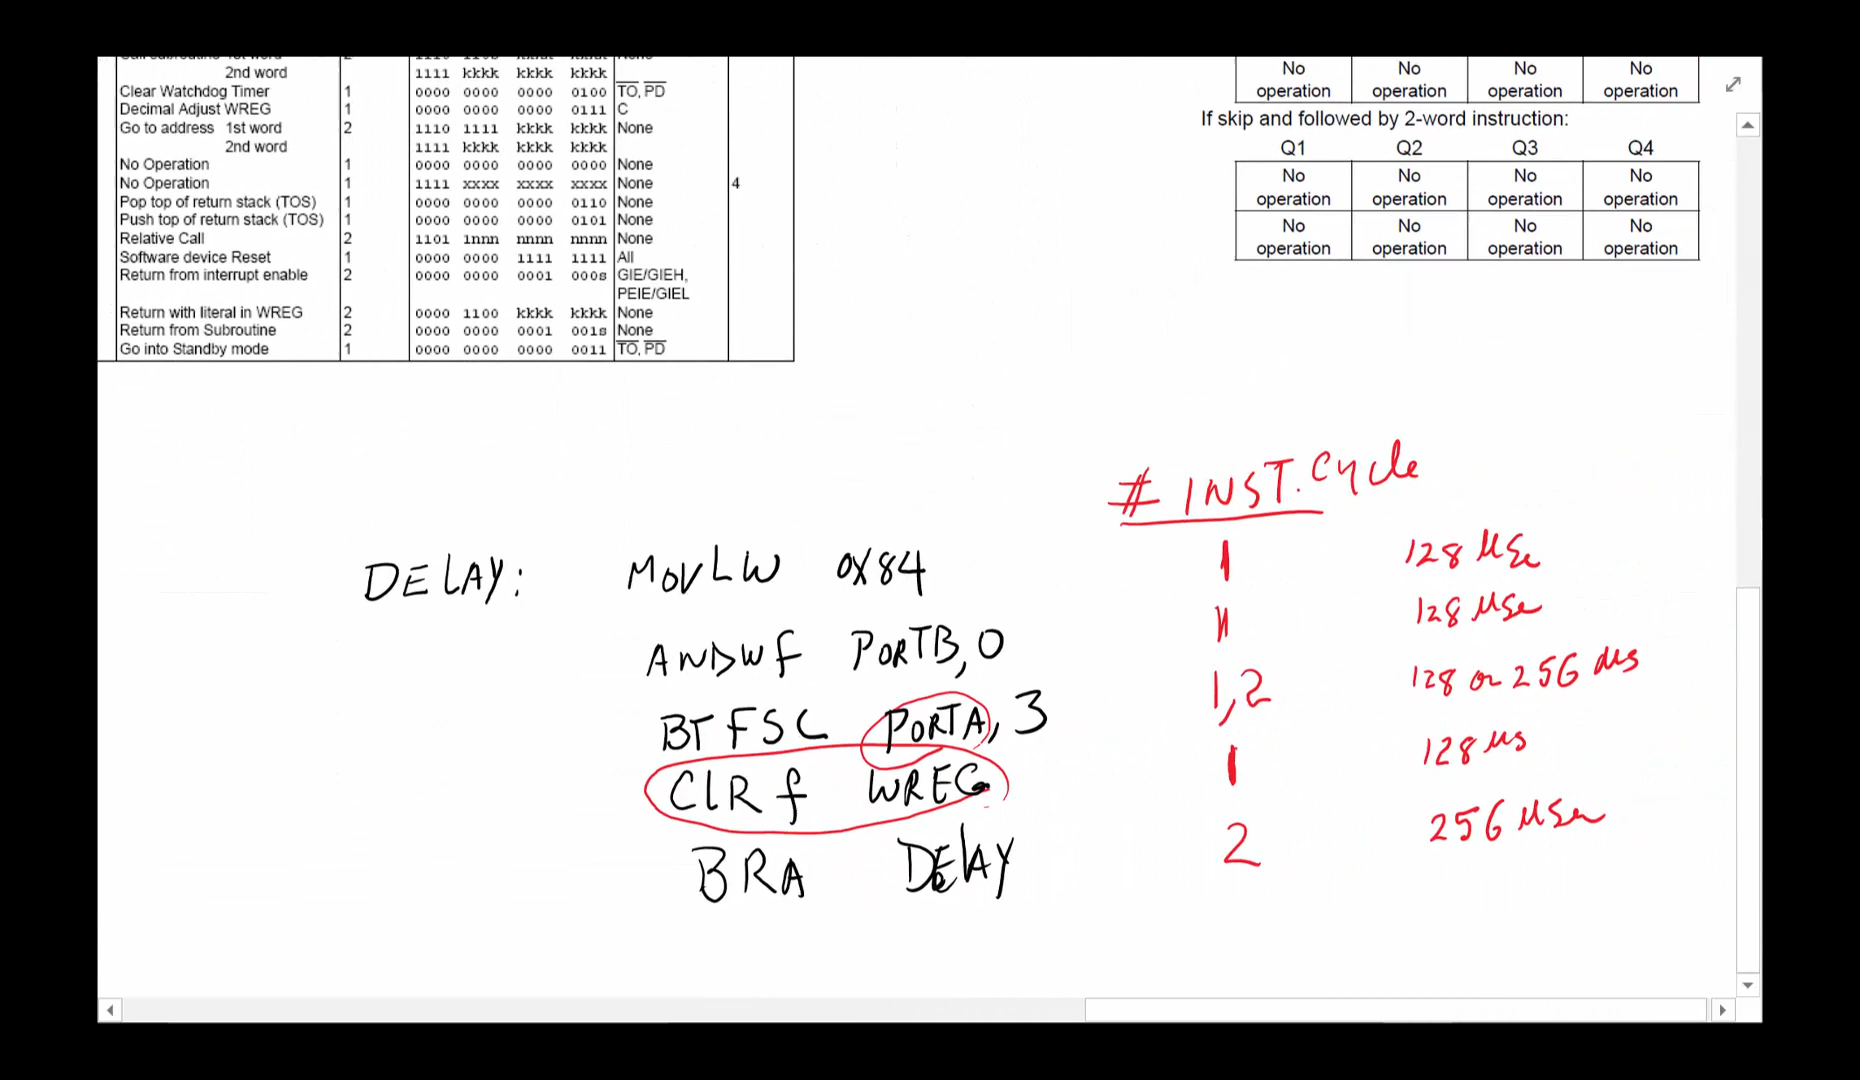 2nd word 1111 kkkk kkkk kkkk
Clear Watchdog Timer 1 0000 0000 0000 0100 TO, PD
Decimal Adjust WREG 1 0000 0000 0000 0111 C
Go to address 1st word 2 1110 1111 kkkk kkkk None
2nd word 1111 kkkk kkkk kkkk
No Operation 1 0000 0000 0000 0000 None
No Operation 1 1111 xxxx xxxx xxxx None 4
Pop top of return stack (TOS) 1 0000 0000 0000 0110 None
Push top of return stack (TOS) 1 0000 0000 0000 0101 None
Relative Call 2 1101 1nnn nnnn nnnn None
Software device Reset 1 0000 0000 1111 1111 All
Return from interrupt enable 2 0000 0000 0001 000s GIE/GIEH,
PEIE/GIEL
Return with literal in WREG 2 0000 1100 kkkk kkkk None
Return from Subroutine 2 0000 0000 0001 001s None
Go into Standby mode 1 0000 0000 0000 0011 TO, PD
No No No No
operation operation operation operation
If skip and followed by 2-word instruction:
Q1 Q2 Q3 Q4
No No No No
operation operation operation operation
No No No No
operation operation operation operation
# INST. Cycle
DELAY: MOVLW 0X84 1 128 μSec
ANDWF PORTB, 0 1 128 μSec
BTFSC PORTA, 3 1,2 128 or 256 μs
CLRf WREG 1 128 μs
BRA DELAY 2 256 μSec